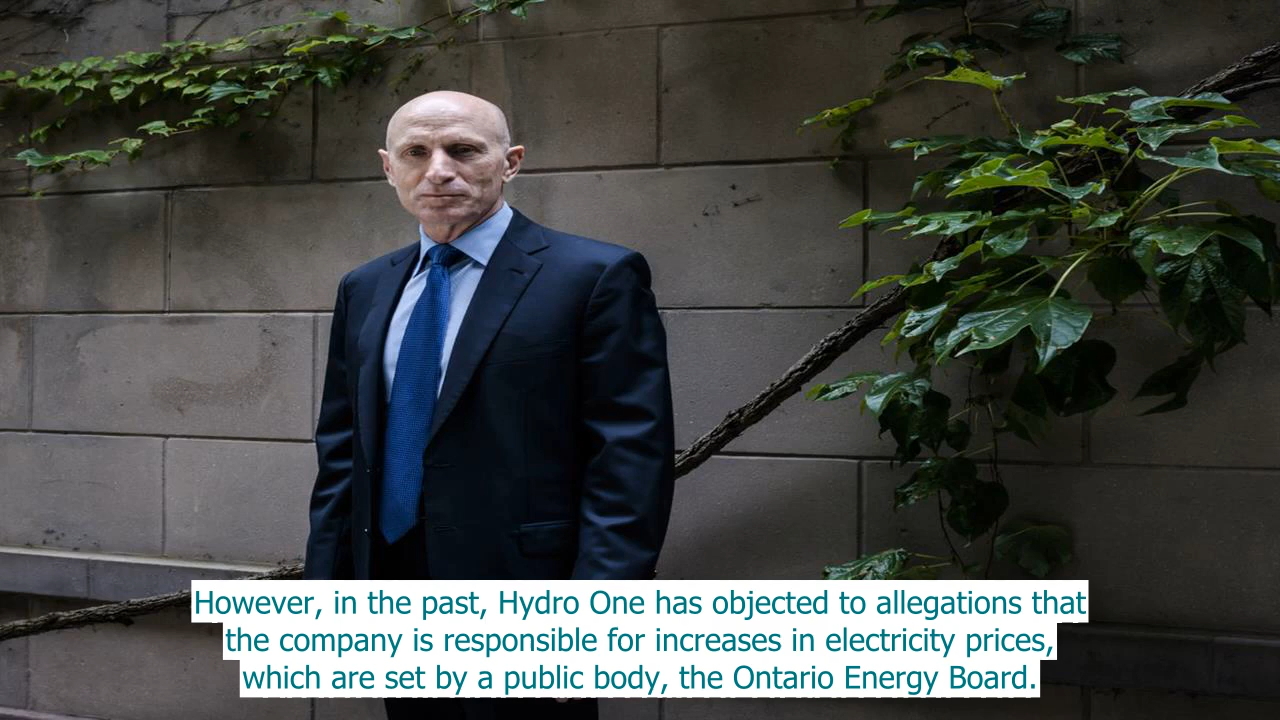 However, in the past, Hydro One has objected to allegations that
the company is responsible for increases in electricity prices,
which are set by a public body, the Ontario Energy Board.